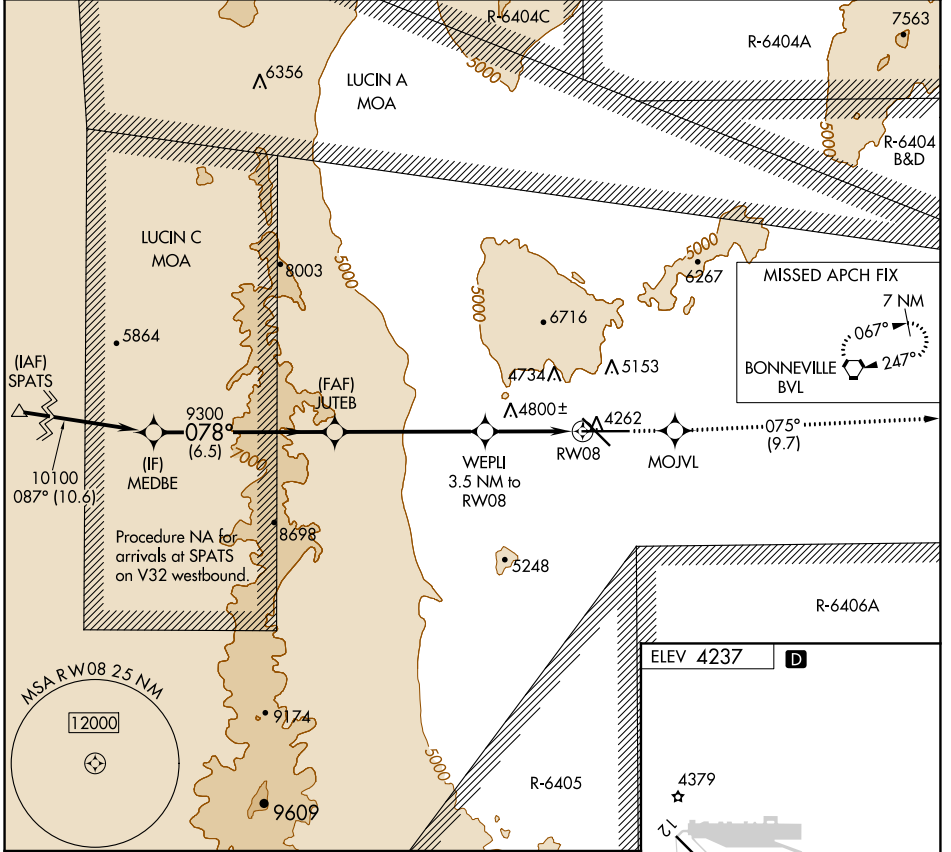 R-6404C
7563
R-6404A
5000
6356
LUCIN A
MOA
5000
5000
R-6404
B&D
LUCIN C
MOA
8003
5000
5000
6267
MISSED APCH FIX
7 NM
067°
247°
BONNEVILLE
BVL
5000
6716
5864
(IAF)
SPATS
(FAF)
JUTEB
4734
5153
9300
078°
(6.5)
4800±
4262
075°
(9.7)
(IF)
MEDBE
7000
WEPLI
3.5 NM to
RW08
RW08
MOJVL
10100
087° (10.6)
Procedure NA for
arrivals at SPATS
on V32 westbound.
8698
5248
R-6406A
ELEV 4237
D
MSA RW08 25 NM
12000
9174
5000
R-6405
4379
9609
12